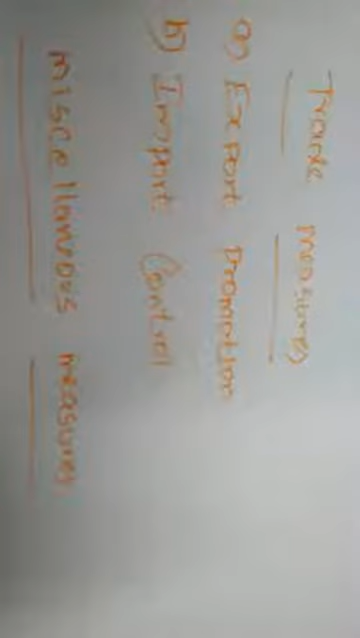 Trade measures
a) Export Promotion
b) Import Control
Miscellaneous measures